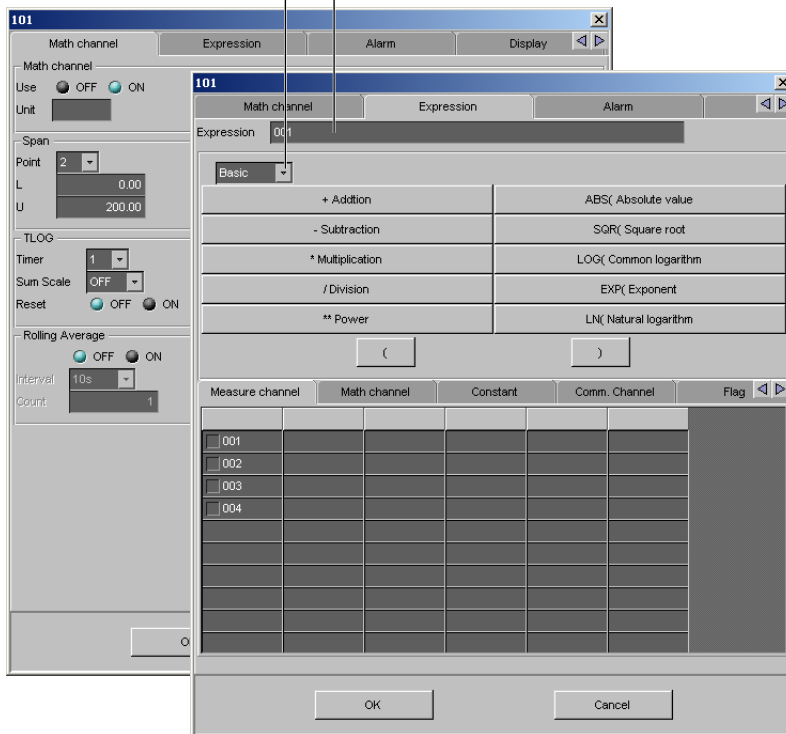 101
Math channel Expression Alarm Display
Math channel
Use OFF ON
Unit
Span
Point 2
L 0.00
U 200.00
TLOG
Timer 1
Sum Scale OFF
Reset OFF ON
Rolling Average
OFF ON
Interval 10s
Count 1
101
Math channel Expression Alarm
Expression 001
Basic
+ Addtion ABS( Absolute value
- Subtraction SQR( Square root
* Multiplication LOG( Common logarithm
/ Division EXP( Exponent
** Power LN( Natural logarithm
( )
Measure channel Math channel Constant Comm. Channel Flag
001
002
003
004
OK Cancel